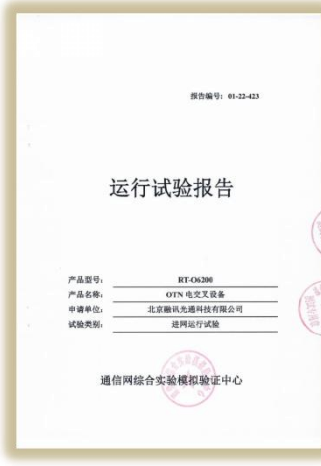 报告编号： 01-22-423
运行试验报告
产品型号： RT-O6200
产品名称： OTN 电交叉设备
申请单位： 北京融讯光通科技有限公司
试验类别： 进网运行试验
通信网综合实验模拟验证中心